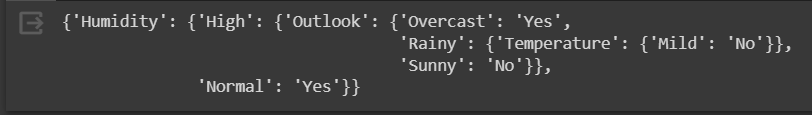 {'Humidity': {'High': {'Outlook': {'Overcast': 'Yes',
'Rainy': {'Temperature': {'Mild': 'No'}},
'Sunny': 'No'}},
'Normal': 'Yes'}}